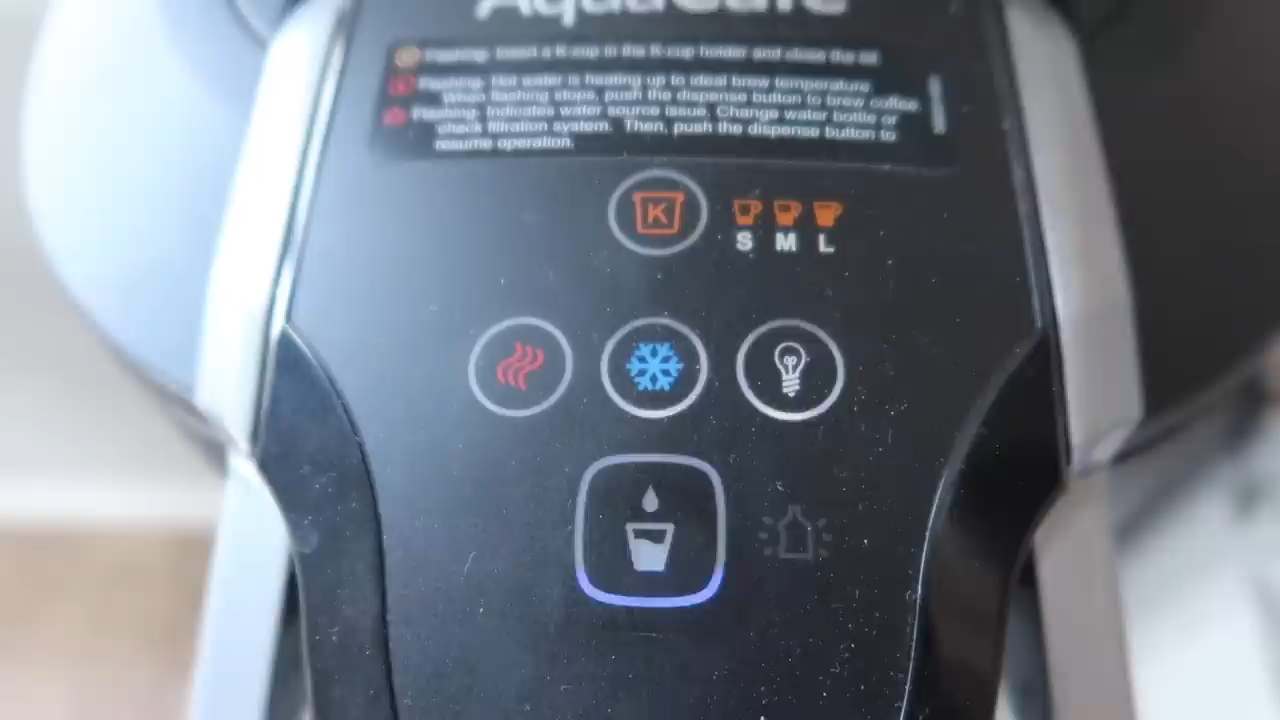 AquaCafé
Flashing- Insert a K-cup in the K-cup holder and close the lid
Flashing- Hot water is heating up to ideal brew temperature
When flashing stops, push the dispense button to brew coffee
Flashing- Indicates water source issue. Change water bottle or
check filtration system. Then, push the dispense button to
resume operation.
K
S M L